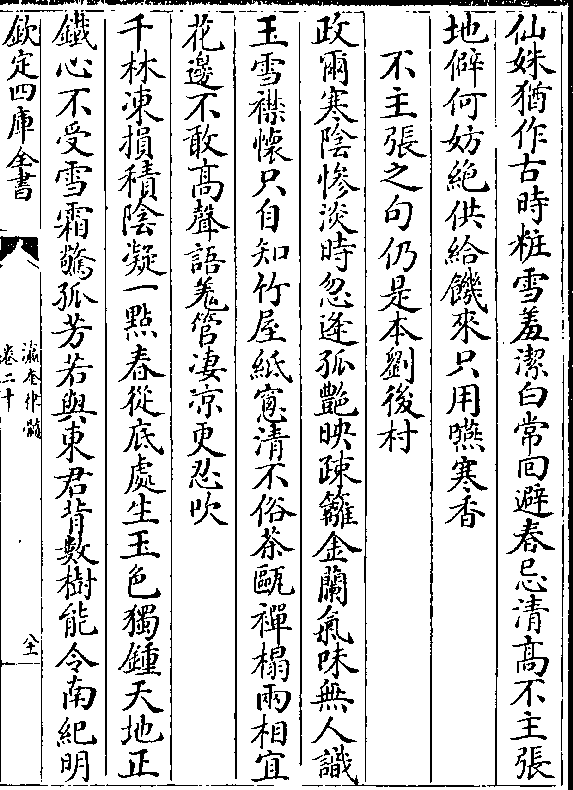 仙姝猶作古時粧雪羞潔白常回避春忌清高不主張
地僻何妨絶供給饑來只用嚥寒香
不主張之句仍是本劉後村
政爾寒陰慘淡時忽逢孤艶映疎籬金蘭氣味無人識
玉雪襟懷只自知竹屋紙窓清不俗茶甌禪榻兩相宜
花邊不敢高聲語羗管凄凉更忍吹
千林凍損積陰凝一點春從底處生玉色獨鍾天地正
鐵心不受雪霜驚孤芳若與東君背數樹能令南紀明
欽定四庫全書
瀛奎律髓
卷二十